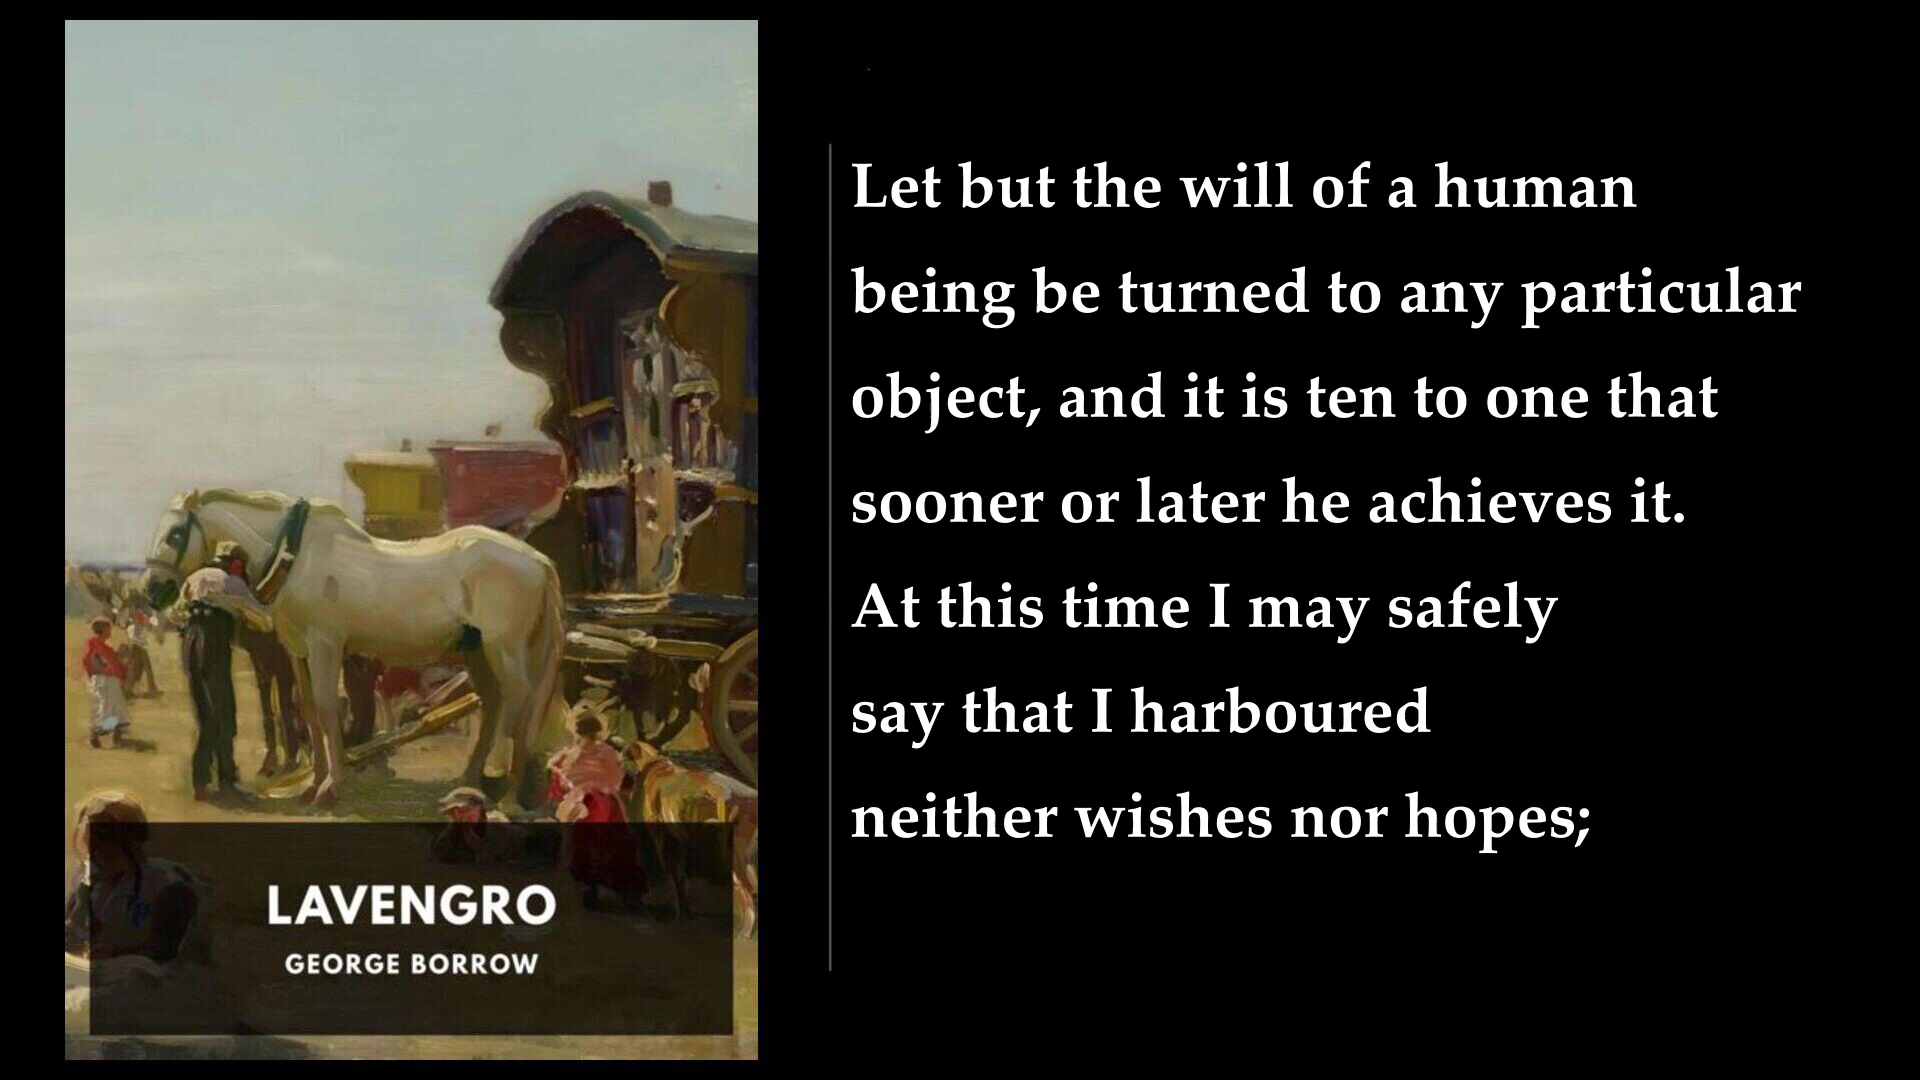 Let but the will of a human
being be turned to any particular
object, and it is ten to one that
sooner or later he achieves it.
At this time I may safely
say that I harboured
neither wishes nor hopes;
LAVENGRO
GEORGE BORROW